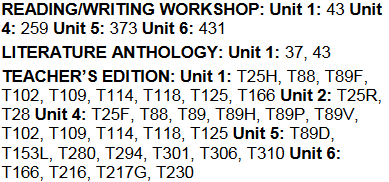 READING/WRITING WORKSHOP: Unit 1: 43 Unit
4: 259 Unit 5: 373 Unit 6: 431
LITERATURE ANTHOLOGY: Unit 1: 37, 43
TEACHER’S EDITION: Unit 1: T25H, T88, T89F,
T102, T109, T114, T118, T125, T166 Unit 2: T25R,
T28 Unit 4: T25F, T88, T89, T89H, T89P, T89V,
T102, T109, T114, T118, T125 Unit 5: T89D,
T153L, T280, T294, T301, T306, T310 Unit 6:
T166, T216, T217G, T230